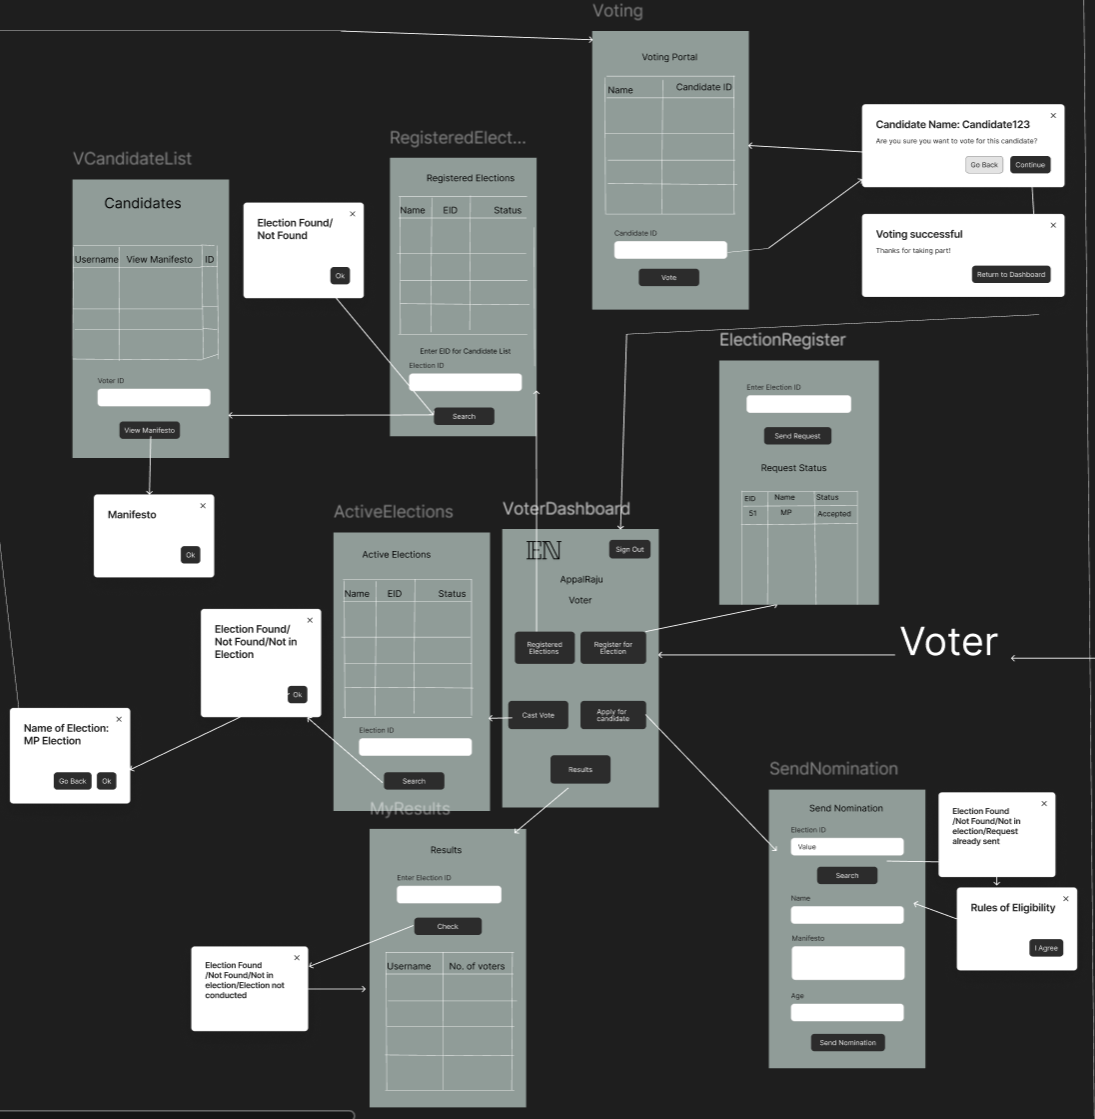 Voting
Voting Portal
Name
Candidate ID
Candidate ID
Vote
Candidate Name: Candidate123
Are you sure you want to vote for this candidate?
Go Back
Continue
Voting successful
Thanks for taking part!
Return to Dashboard
RegisteredElect...
Registered Elections
Name
EID
Status
Enter EID for Candidate List
Election ID
Search
VCandidateList
Candidates
Username
View Manifesto
ID
Voter ID
View Manifesto
Election Found/
Not Found
Ok
Manifesto
Ok
ElectionRegister
Enter Election ID
Send Request
Request Status
EID
Name
Status
51
MP
Accepted
ActiveElections
Active Elections
Name
EID
Status
Election ID
Search
VoterDashboard
EN
Sign Out
AppalRaju
Voter
Registered
Elections
Register for
Election
Cast Vote
Apply for
candidate
Results
Voter
Election Found/
Not Found/Not in
Election
Ok
Name of Election:
MP Election
Go Back
Ok
MyResults
Results
Enter Election ID
Check
Username
No. of voters
Election Found
/Not Found/Not in
election/Election not
conducted
SendNomination
Send Nomination
Election ID
Value
Search
Name
Manifesto
Age
Send Nomination
Election Found
/Not Found/Not in
election/Request
already sent
Rules of Eligibility
I Agree